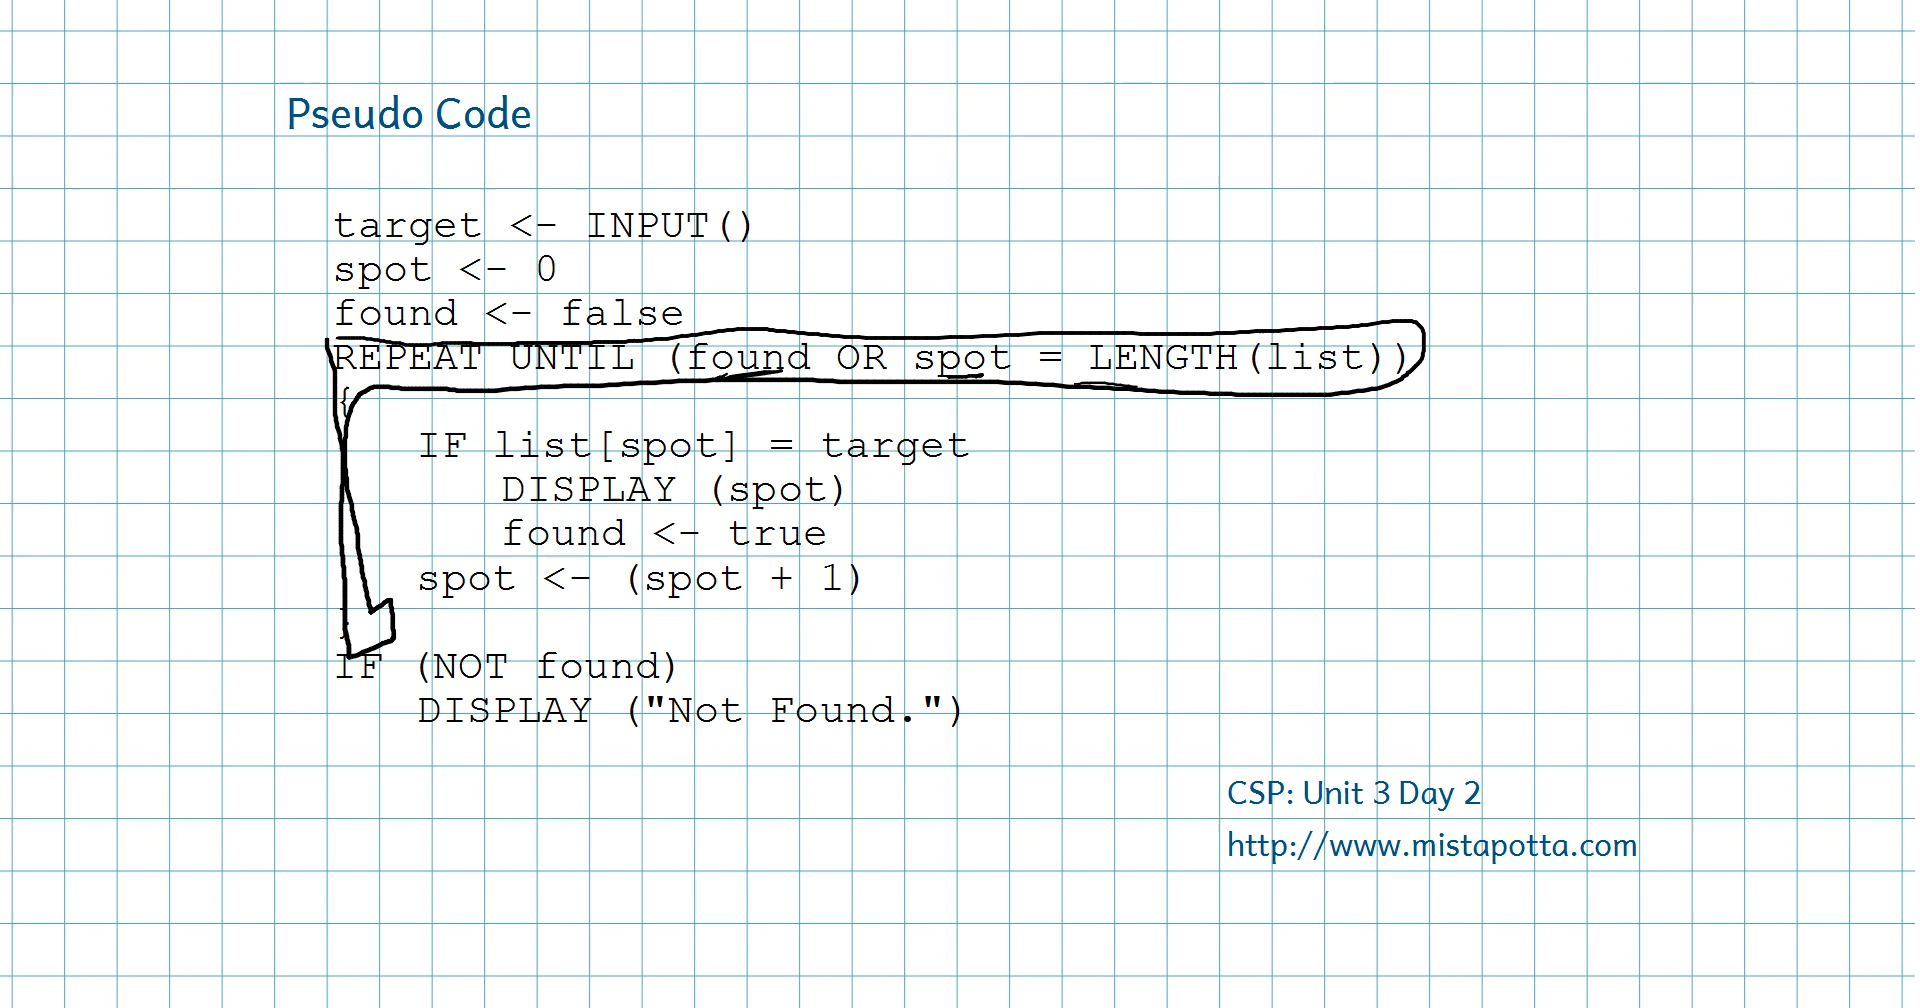 Pseudo Code
target <- INPUT()
spot <- 0
found <- false
REPEAT UNTIL (found OR spot = LENGTH(list))
{
IF list[spot] = target
DISPLAY (spot)
found <- true
spot <- (spot + 1)
}
IF (NOT found)
DISPLAY ("Not Found.")
CSP: Unit 3 Day 2
http://www.mistapotta.com